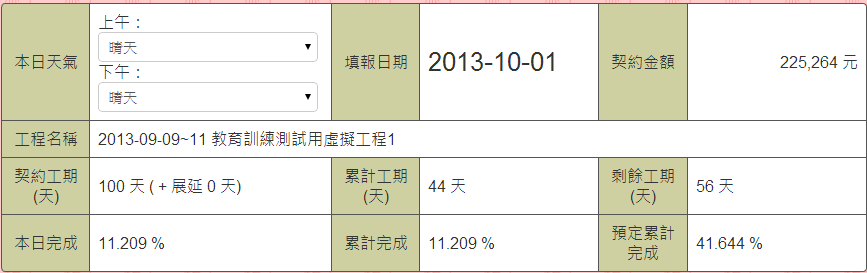 本日天氣
上午：
晴天
下午：
晴天
填報日期
2013-10-01
契約金額
225,264 元
工程名稱
2013-09-09~11 教育訓練測試用虛擬工程1
契約工期
(天)
100 天 ( + 展延 0 天)
累計工期
(天)
44 天
剩餘工期
(天)
56 天
本日完成
11.209 %
累計完成
11.209 %
預定累計
完成
41.644 %